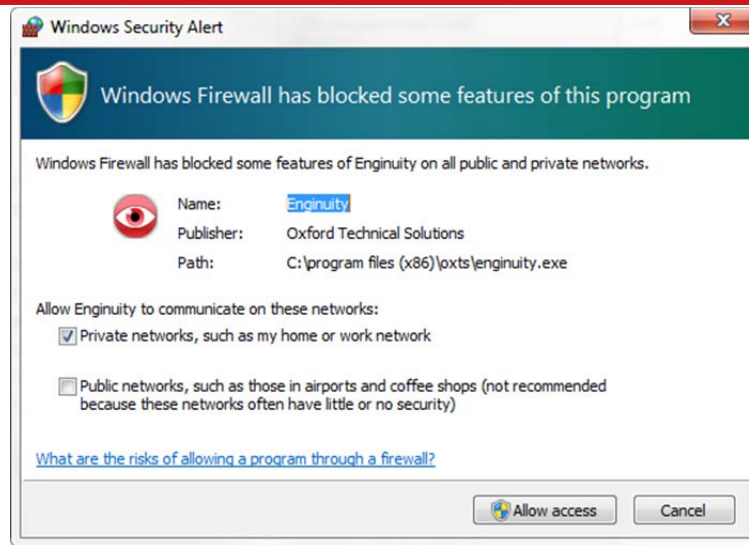 Windows Security Alert
Windows Firewall has blocked some features of this program
Windows Firewall has blocked some features of Enginuity on all public and private networks.
Name: Enginuity
Publisher: Oxford Technical Solutions
Path: C:\program files (x86)\oxts\enginuity.exe
Allow Enginuity to communicate on these networks:
Private networks, such as my home or work network
Public networks, such as those in airports and coffee shops (not recommended
because these networks often have little or no security)
What are the risks of allowing a program through a firewall?
Allow access Cancel